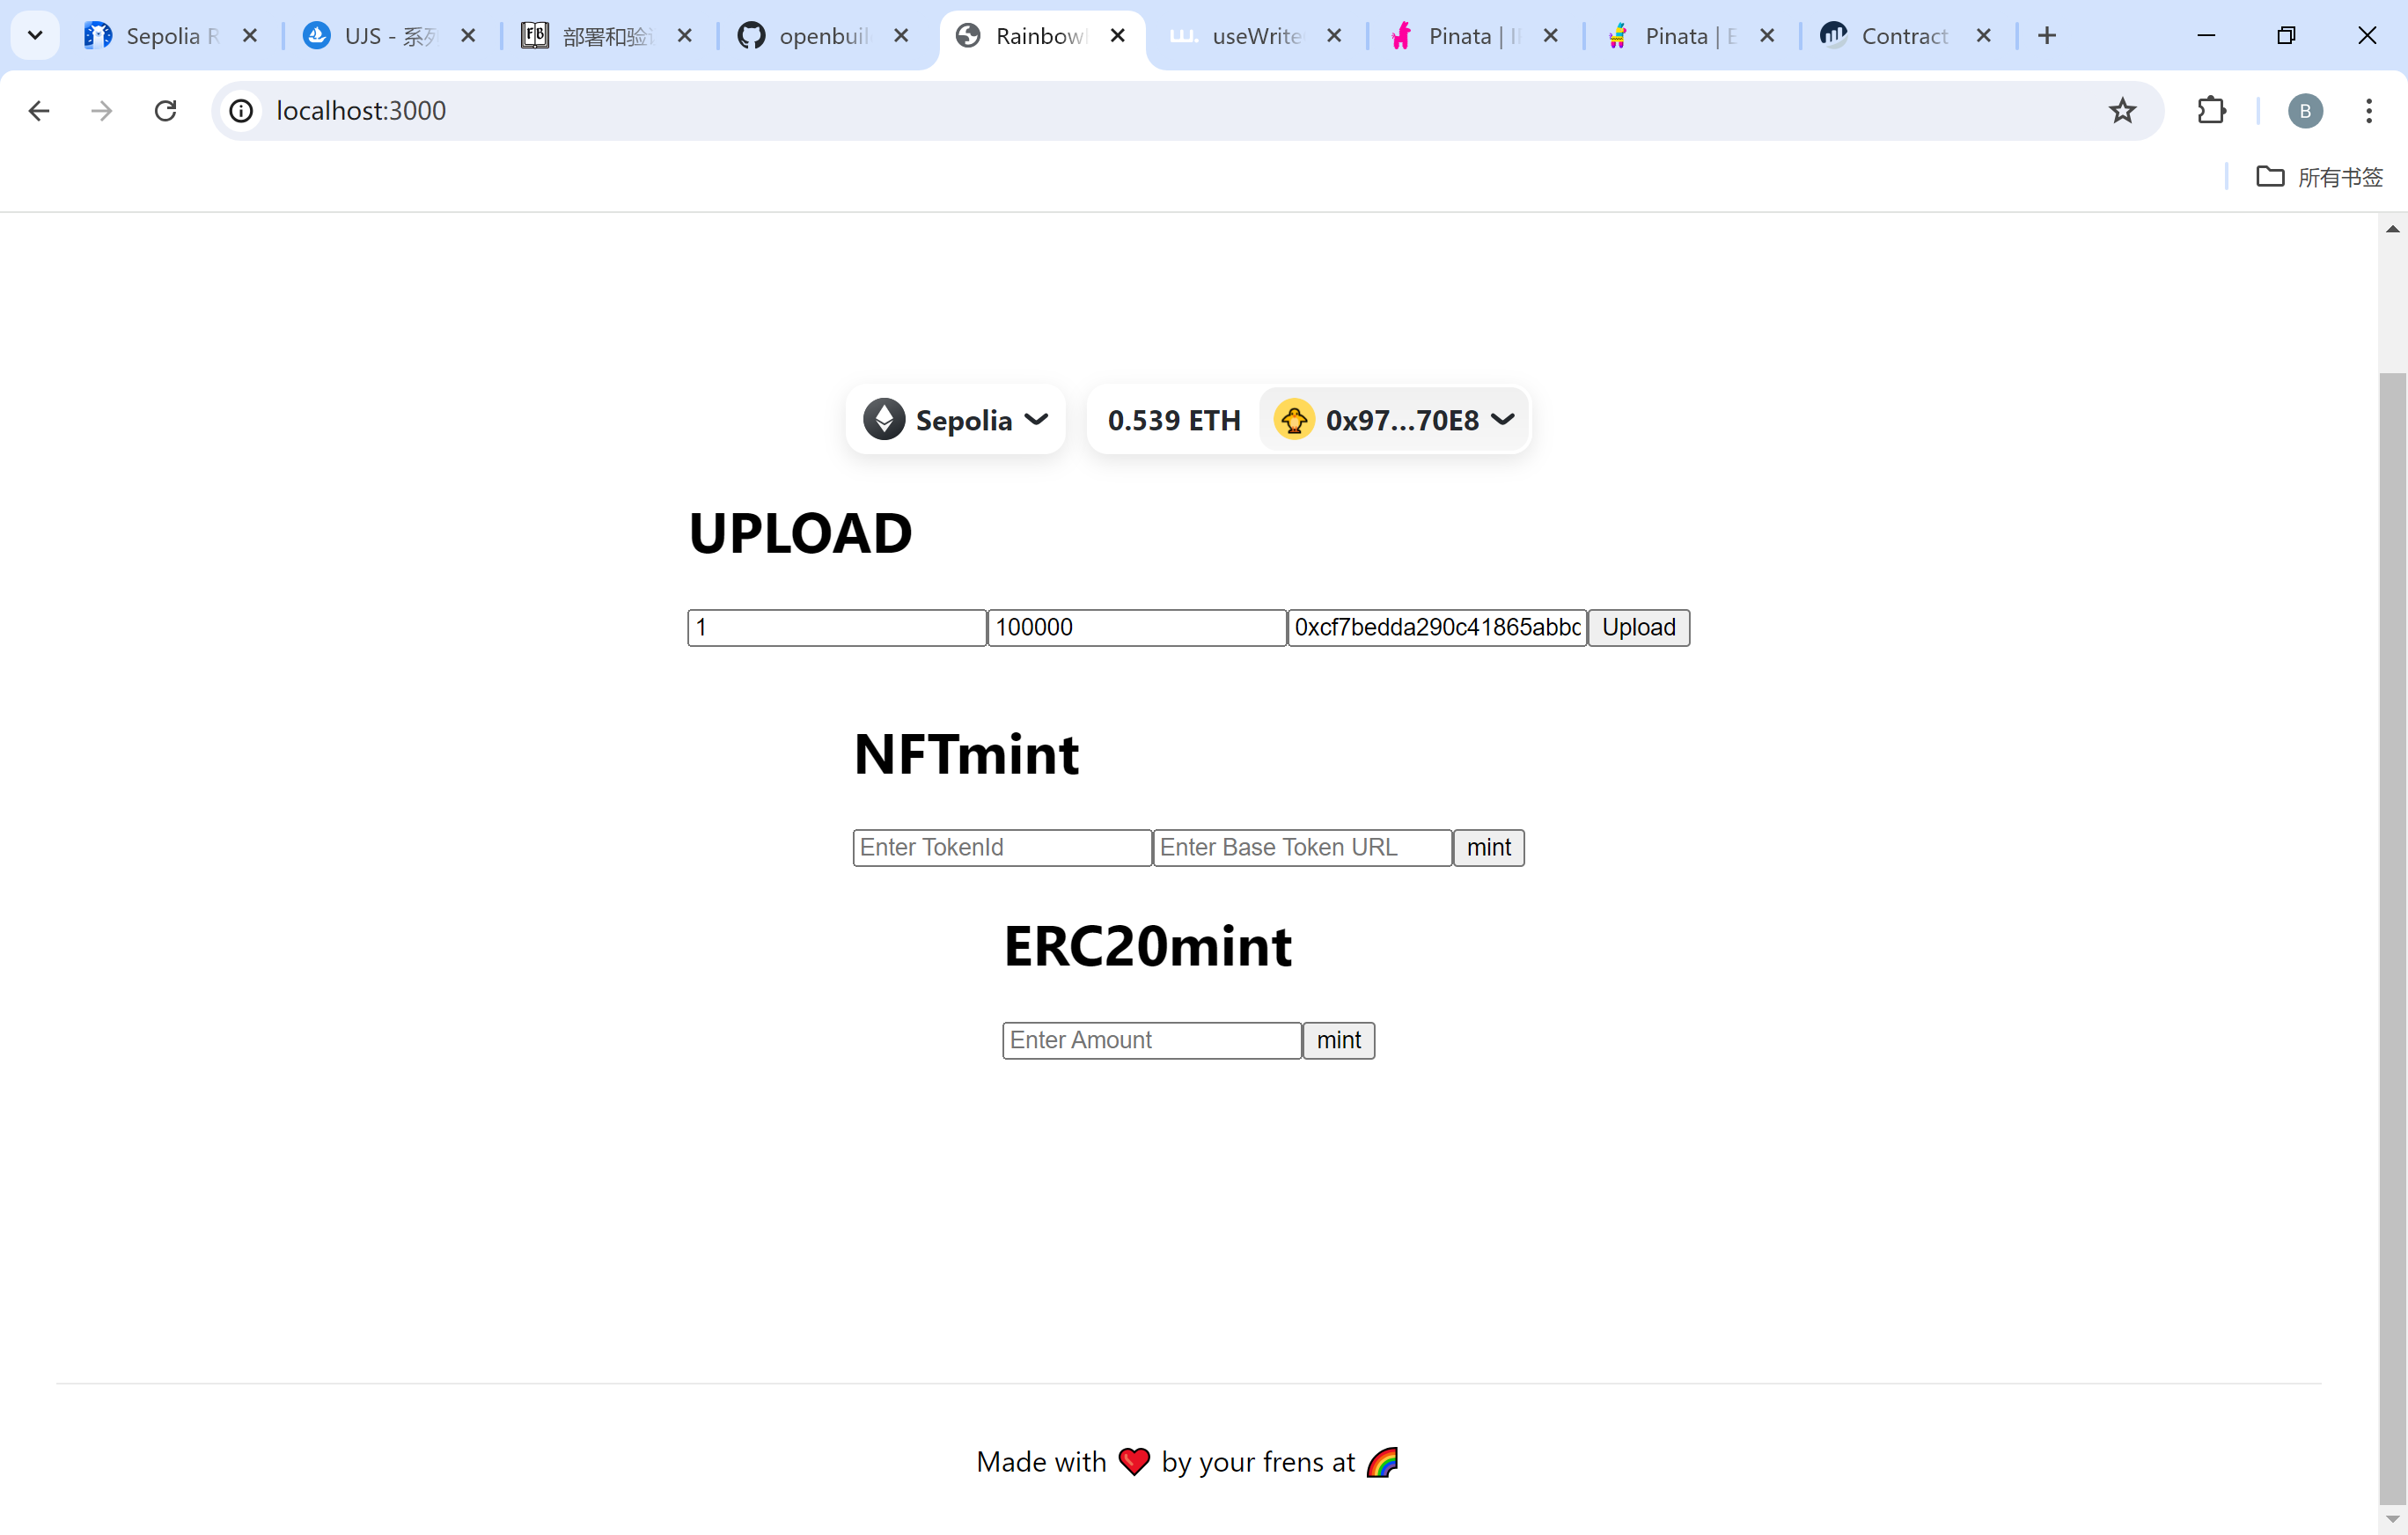 Sepolia R
UJS - 系列
部署和验证
openbuil
Rainbow
useWrite
Pinata | I
Pinata | E
Contract
localhost:3000
B
所有书签
Sepolia
0.539 ETH
0x97...70E8
UPLOAD
1
100000
0xcf7bedda290c41865abbc
Upload
NFTmint
Enter TokenId
Enter Base Token URL
mint
ERC20mint
Enter Amount
mint
Made with ❤️ by your frens at 🌈